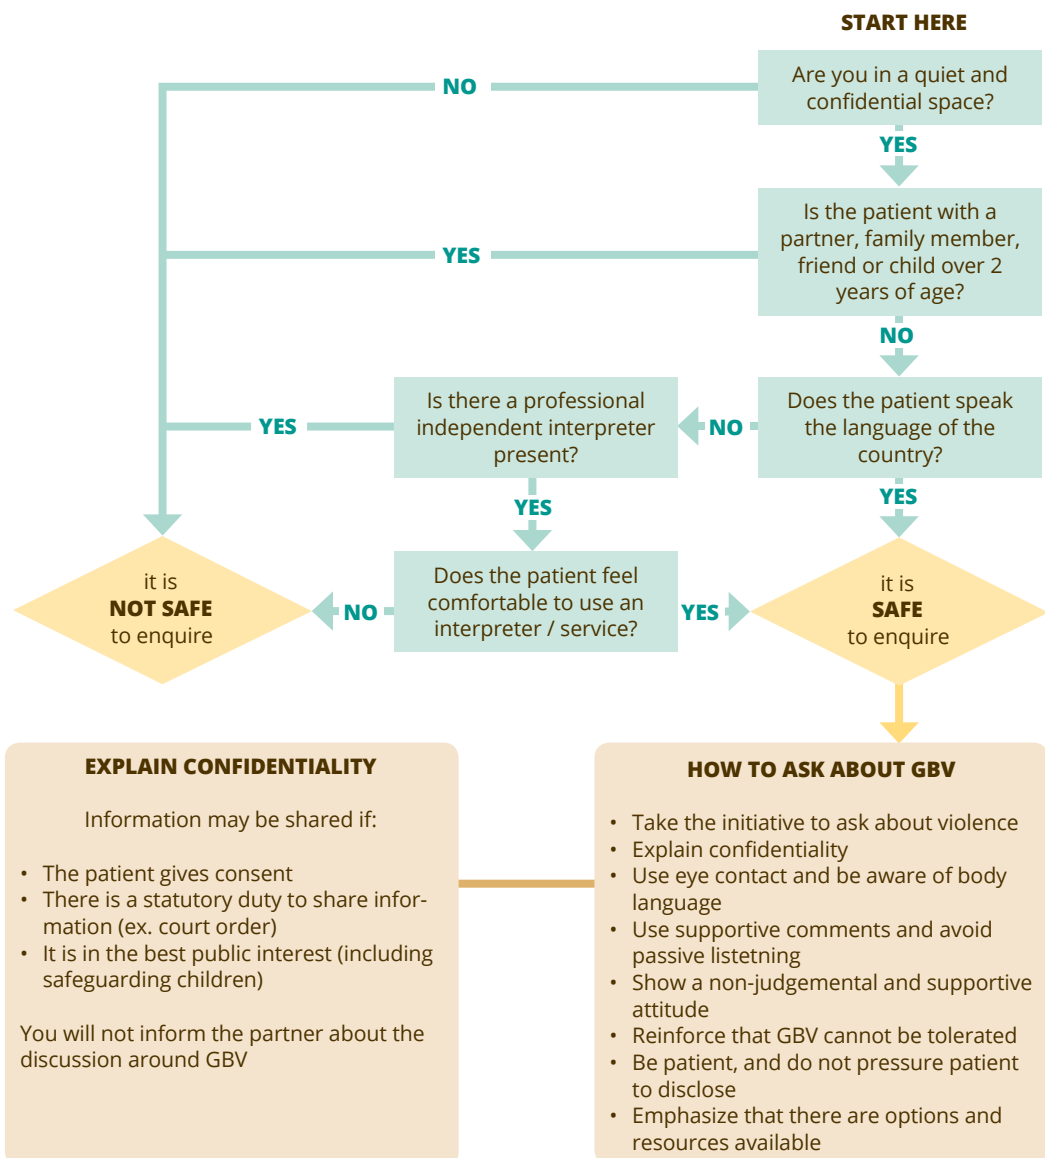 START HERE
Are you in a quiet and
confidential space?
NO
YES
Is the patient with a
partner, family member,
friend or child over 2
years of age?
YES
NO
Does the patient speak
the language of the
country?
NO
Is there a professional
independent interpreter
present?
YES
YES
YES
Does the patient feel
comfortable to use an
interpreter / service?
NO
YES
it is
NOT SAFE
to enquire
it is
SAFE
to enquire
EXPLAIN CONFIDENTIALITY
Information may be shared if:
• The patient gives consent
• There is a statutory duty to share infor-
mation (ex. court order)
• It is in the best public interest (including
safeguarding children)
You will not inform the partner about the
discussion around GBV
HOW TO ASK ABOUT GBV
• Take the initiative to ask about violence
• Explain confidentiality
• Use eye contact and be aware of body
language
• Use supportive comments and avoid
passive listetning
• Show a non-judgemental and supportive
attitude
• Reinforce that GBV cannot be tolerated
• Be patient, and do not pressure patient
to disclose
• Emphasize that there are options and
resources available